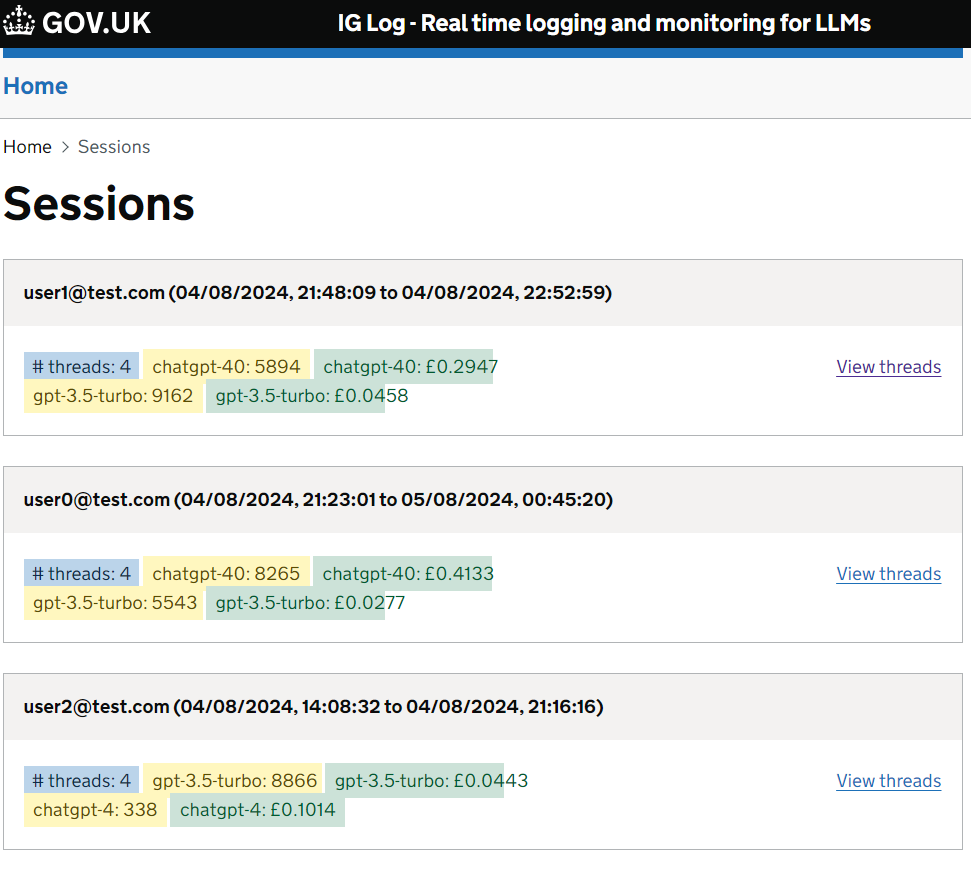 GOV.UK IG Log - Real time logging and monitoring for LLMs
Home
Home > Sessions
Sessions
user1@test.com (04/08/2024, 21:48:09 to 04/08/2024, 22:52:59)
# threads: 4 chatgpt-40: 5894 chatgpt-40: £0.2947 View threads
gpt-3.5-turbo: 9162 gpt-3.5-turbo: £0.0458
user0@test.com (04/08/2024, 21:23:01 to 05/08/2024, 00:45:20)
# threads: 4 chatgpt-40: 8265 chatgpt-40: £0.4133 View threads
gpt-3.5-turbo: 5543 gpt-3.5-turbo: £0.0277
user2@test.com (04/08/2024, 14:08:32 to 04/08/2024, 21:16:16)
# threads: 4 gpt-3.5-turbo: 8866 gpt-3.5-turbo: £0.0443 View threads
chatgpt-4: 338 chatgpt-4: £0.1014